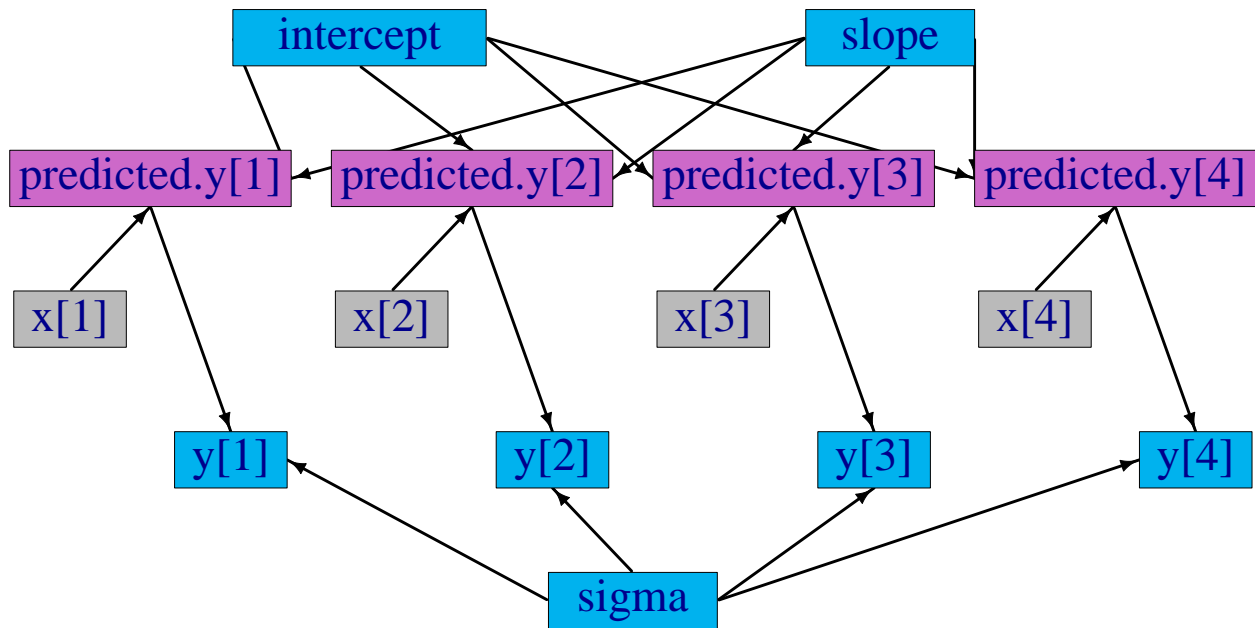 intercept
slope
predicted.y[1]
predicted.y[2]
predicted.y[3]
predicted.y[4]
x[1]
x[2]
x[3]
x[4]
y[1]
y[2]
y[3]
y[4]
sigma